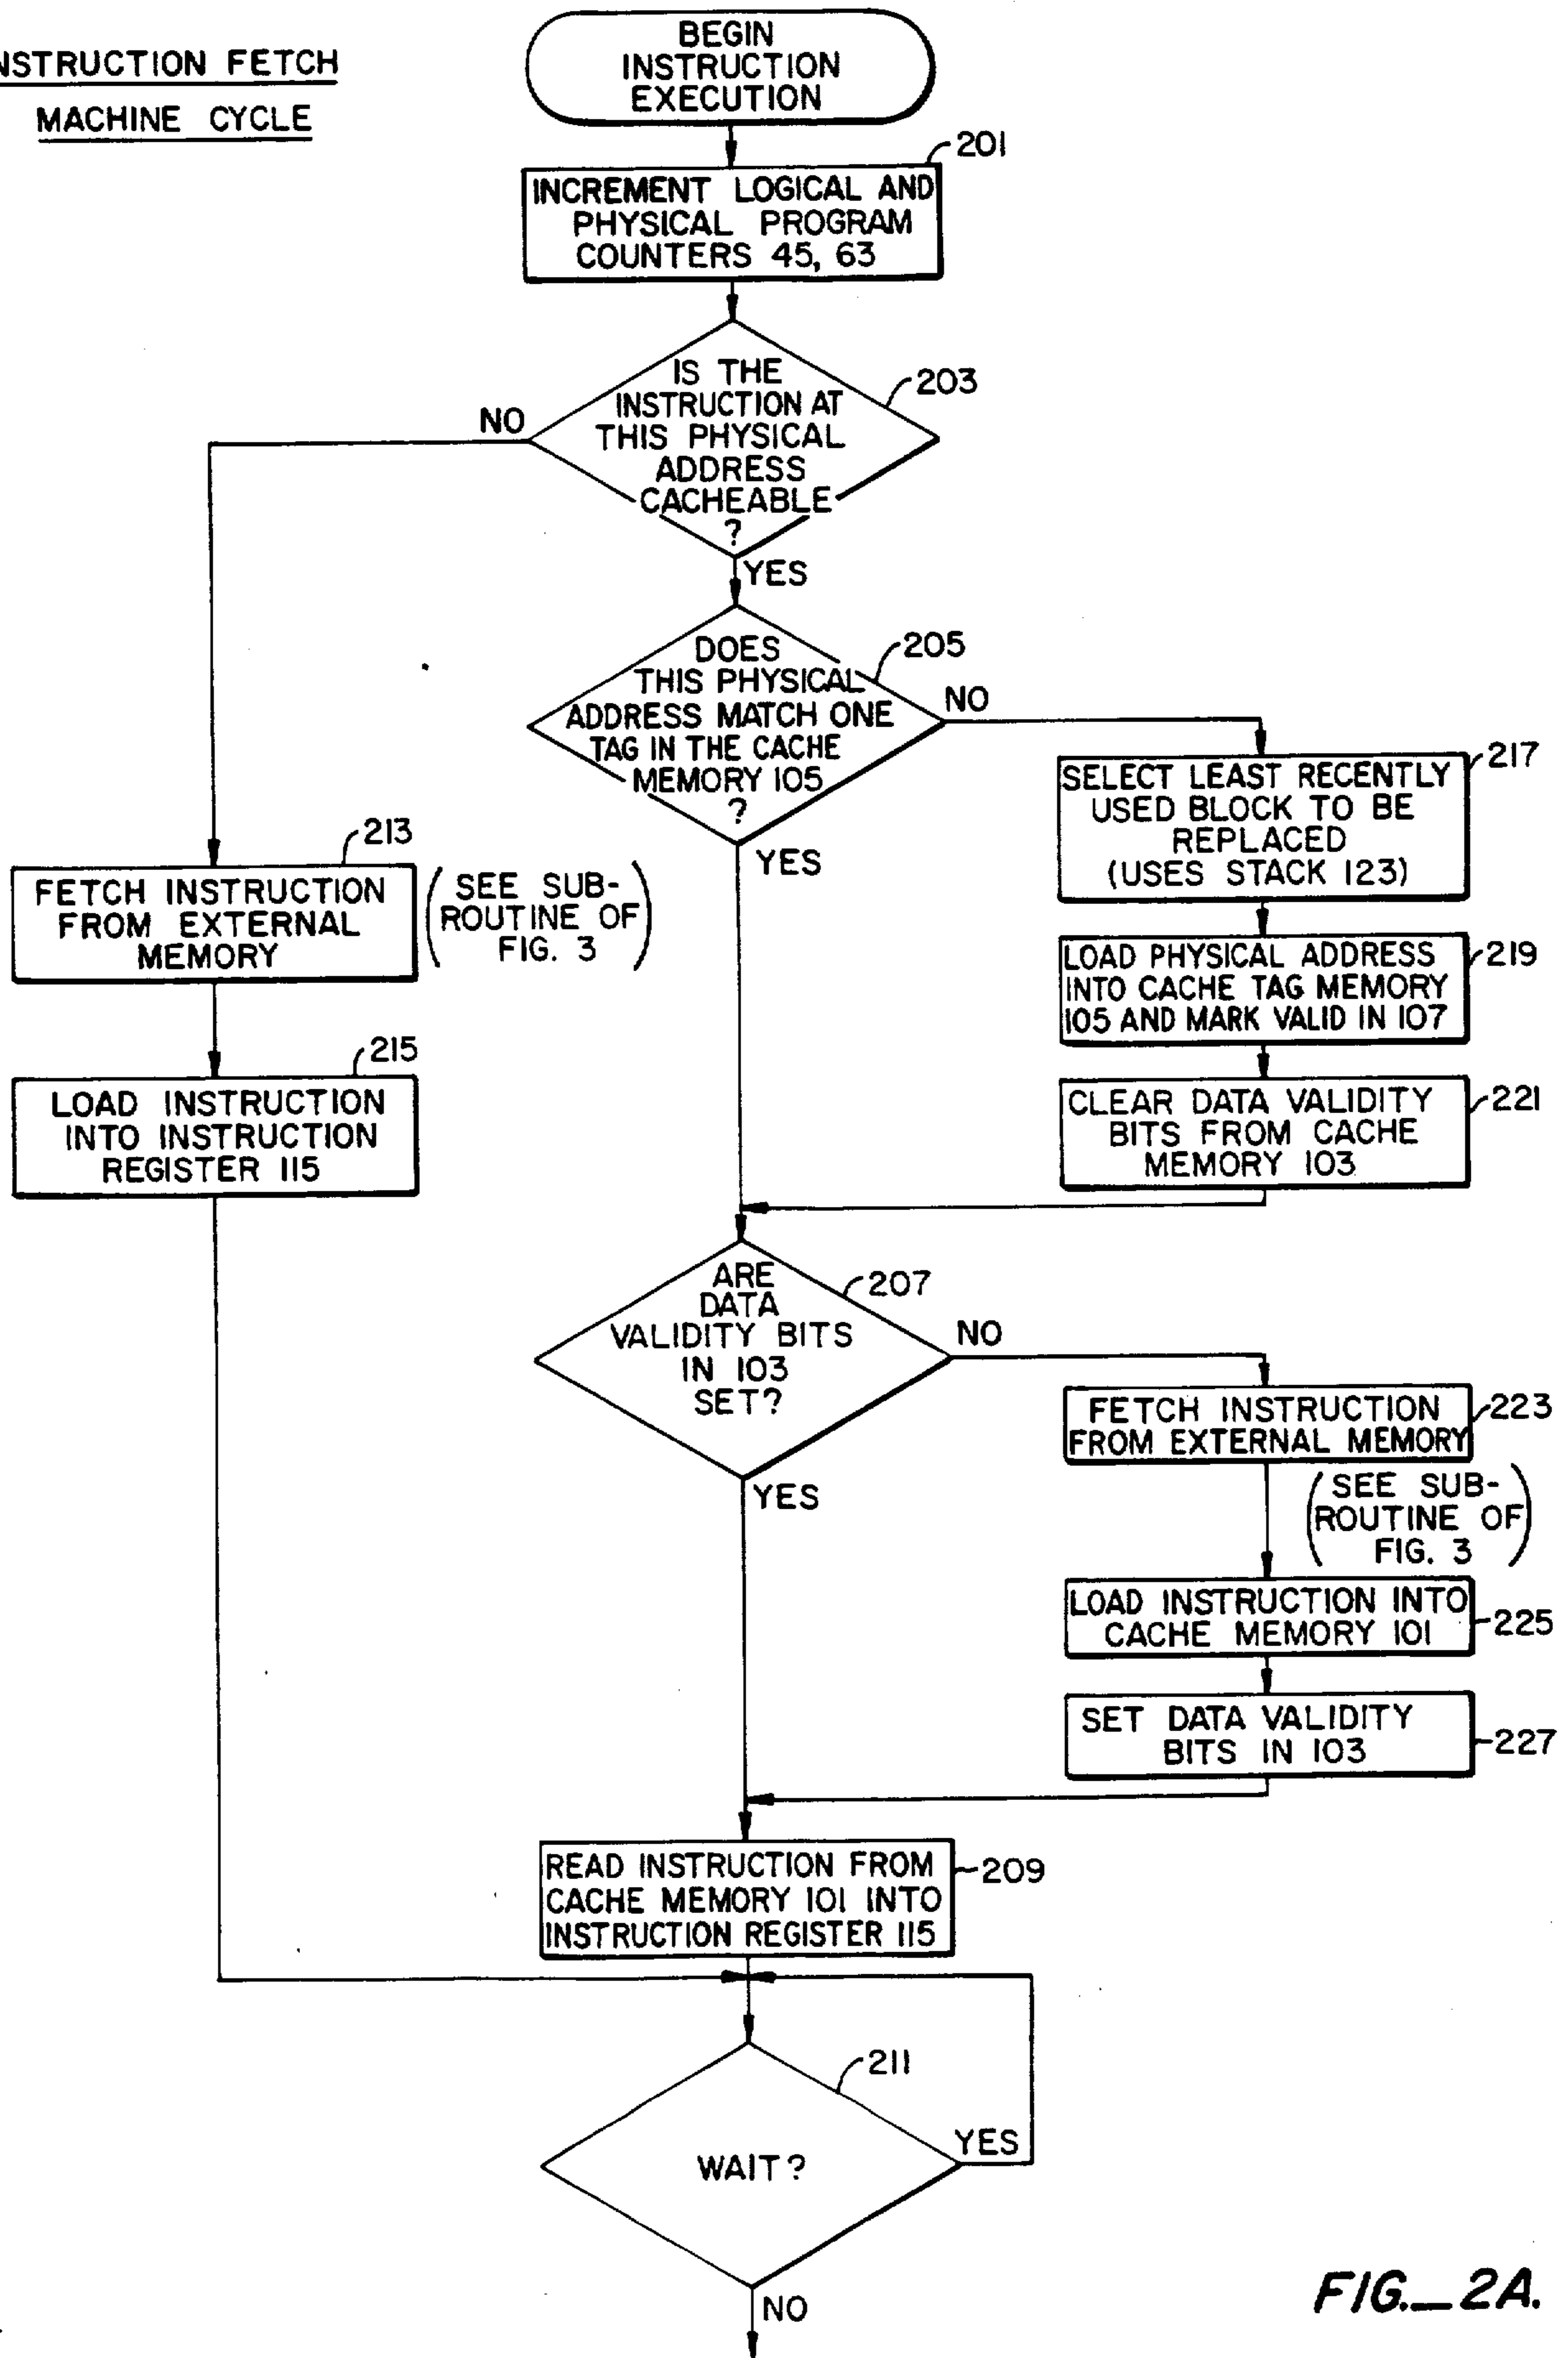 NSTRUCTION FETCH
MACHINE CYCLE
BEGIN
INSTRUCTION
EXECUTION
201
INCREMENT LOGICAL AND
PHYSICAL PROGRAM
COUNTERS 45, 63
203
IS THE
INSTRUCTION AT
THIS PHYSICAL
ADDRESS
CACHEABLE
?
NO
YES
205
DOES
THIS PHYSICAL
ADDRESS MATCH ONE
TAG IN THE CACHE
MEMORY 105
?
NO
YES
217
SELECT LEAST RECENTLY
USED BLOCK TO BE
REPLACED
(USES STACK 123)
213
FETCH INSTRUCTION
FROM EXTERNAL
MEMORY
(SEE SUB-
ROUTINE OF
FIG. 3)
219
LOAD PHYSICAL ADDRESS
INTO CACHE TAG MEMORY
105 AND MARK VALID IN 107
215
LOAD INSTRUCTION
INTO INSTRUCTION
REGISTER 115
221
CLEAR DATA VALIDITY
BITS FROM CACHE
MEMORY 103
207
ARE
DATA
VALIDITY BITS
IN 103
SET?
NO
YES
223
FETCH INSTRUCTION
FROM EXTERNAL MEMORY
(SEE SUB-
ROUTINE OF
FIG. 3)
LOAD INSTRUCTION INTO
CACHE MEMORY 101
225
SET DATA VALIDITY
BITS IN 103
227
READ INSTRUCTION FROM
CACHE MEMORY 101 INTO
INSTRUCTION REGISTER 115
209
211
WAIT?
YES
NO
FIG._2A.